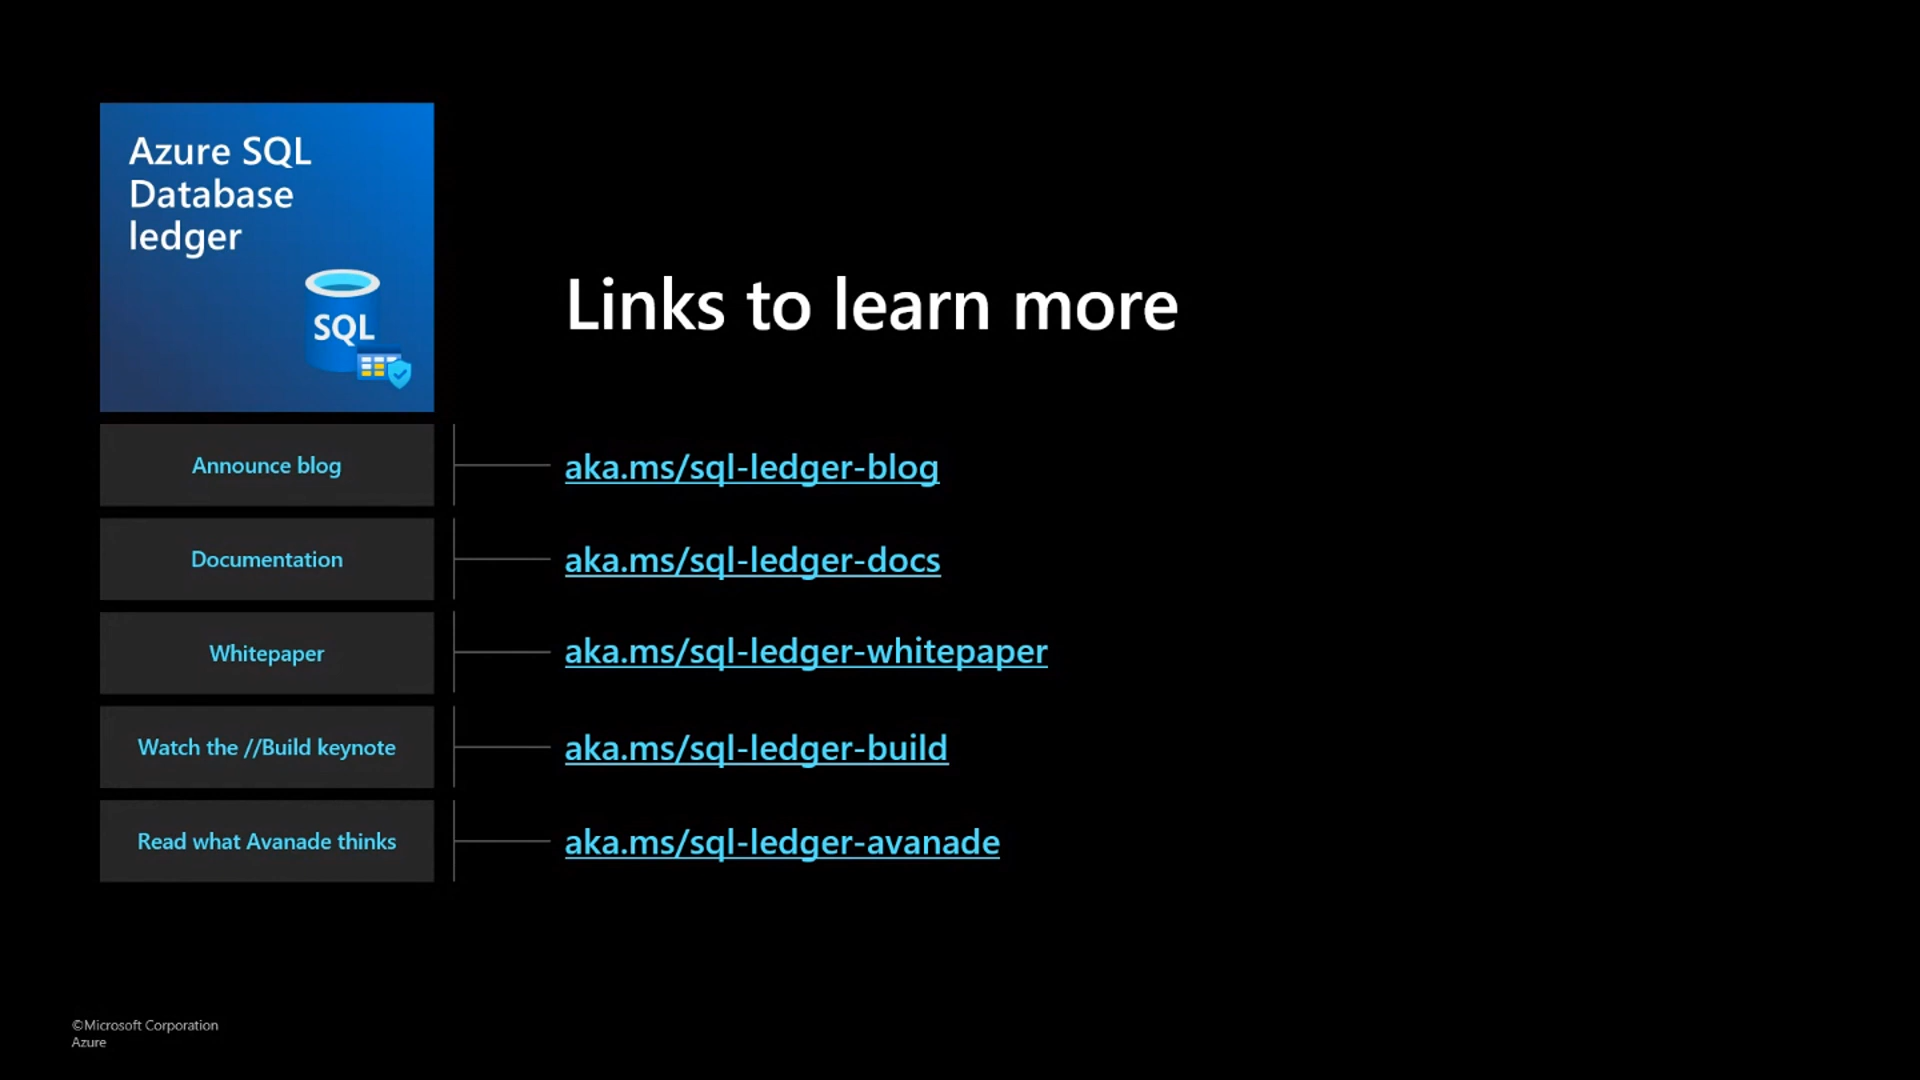 Azure SQL
Database
ledger
SQL
Links to learn more
Announce blog
aka.ms/sql-ledger-blog
Documentation
aka.ms/sql-ledger-docs
Whitepaper
aka.ms/sql-ledger-whitepaper
Watch the //Build keynote
aka.ms/sql-ledger-build
Read what Avanade thinks
aka.ms/sql-ledger-avanade
©Microsoft Corporation
Azure